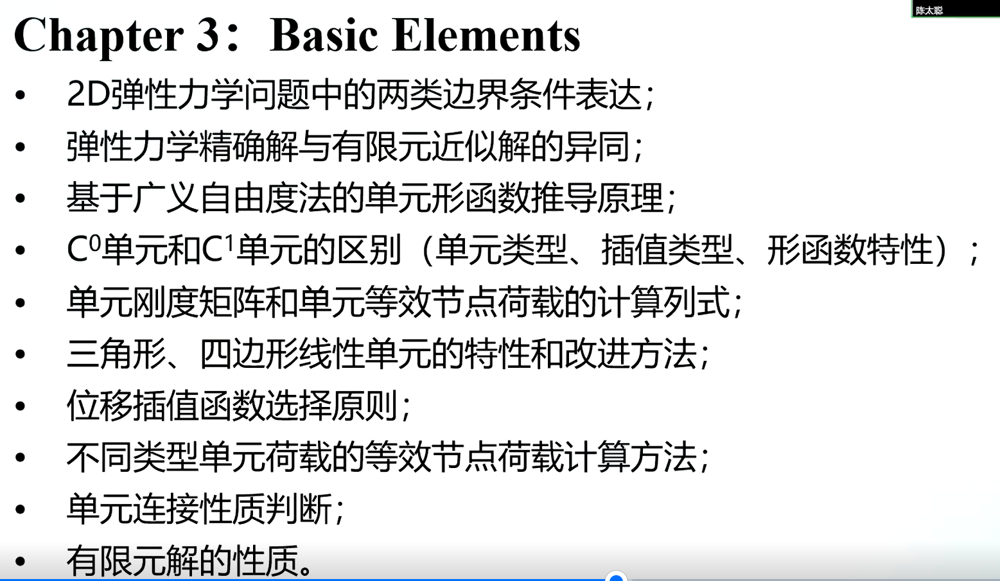 陈太聪
Chapter 3：Basic Elements
• 2D弹性力学问题中的两类边界条件表达；
• 弹性力学精确解与有限元近似解的异同；
• 基于广义自由度法的单元形函数推导原理；
• C⁰单元和C¹单元的区别（单元类型、插值类型、形函数特性）；
• 单元刚度矩阵和单元等效节点荷载的计算列式；
• 三角形、四边形线性单元的特性和改进方法；
• 位移插值函数选择原则；
• 不同类型单元荷载的等效节点荷载计算方法；
• 单元连接性质判断；
• 有限元解的性质。